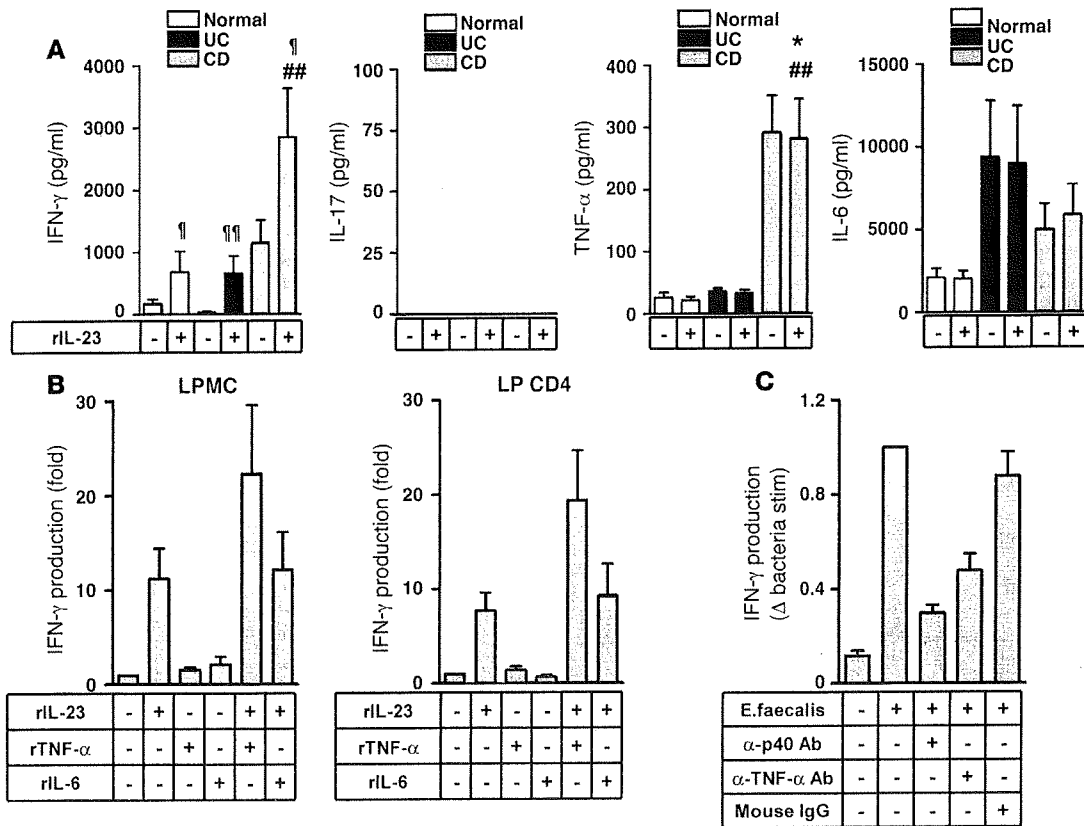 A
Normal
UC
CD
IFN-γ (pg/ml)
4000
3000
2000
1000
0
¶
¶¶
¶
##
rIL-23
- + - + - +
Normal
UC
CD
IL-17 (pg/ml)
100
75
50
25
0
- + - + - +
Normal
UC
CD
TNF-α (pg/ml)
400
300
200
100
0
*
##
- + - + - +
Normal
UC
CD
IL-6 (pg/ml)
15000
10000
5000
0
- + - + - +
B
LPMC
IFN-γ production (fold)
30
20
10
0
rIL-23 - + - - + +
rTNF-α - - + - + -
rIL-6 - - - + - +
LP CD4
IFN-γ production (fold)
30
20
10
0
rIL-23 - + - - + +
rTNF-α - - + - + -
rIL-6 - - - + - +
C
IFN-γ production
(Δ bacteria stim)
1.2
0.8
0.4
0
E.faecalis - + + + +
α-p40 Ab - - + - -
α-TNF-α Ab - - - + -
Mouse IgG - - - - +